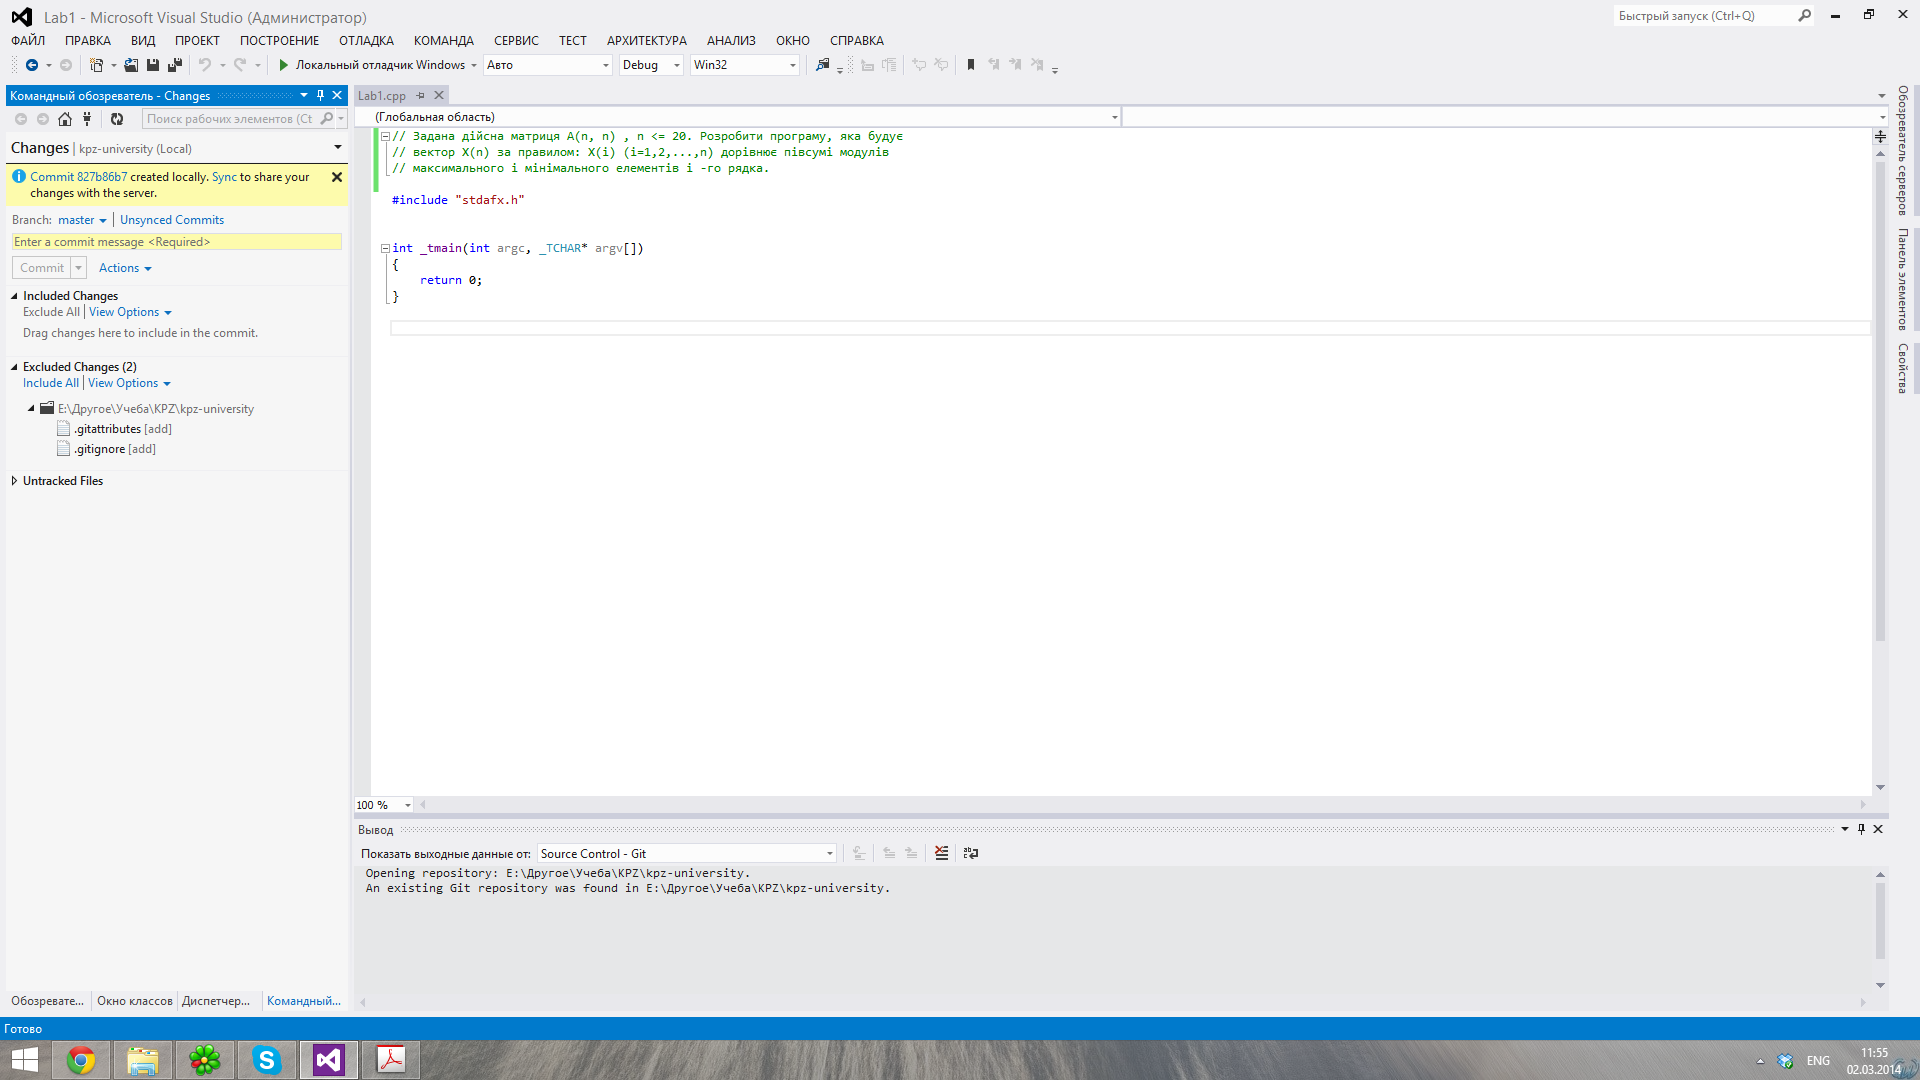 Lab1 - Microsoft Visual Studio (Администратор)
Быстрый запуск (Ctrl+Q)
ФАЙЛ ПРАВКА ВИД ПРОЕКТ ПОСТРОЕНИЕ ОТЛАДКА КОМАНДА СЕРВИС ТЕСТ АРХИТЕКТУРА АНАЛИЗ ОКНО СПРАВКА
Локальный отладчик Windows Авто Debug Win32
Командный обозреватель - Changes
Поиск рабочих элементов (Ct
Changes | kpz-university (Local)
Commit 827b86b7 created locally. Sync to share your
changes with the server.
Branch: master Unsynced Commits
Enter a commit message <Required>
Commit Actions
Included Changes
Exclude All View Options
Drag changes here to include in the commit.
Excluded Changes (2)
Include All View Options
E:\Другое\Учеба\KPZ\kpz-university
.gitattributes [add]
.gitignore [add]
Untracked Files
Обозревате... Окно классов Диспетчер... Командный...
Lab1.cpp
(Глобальная область)
// Задана дійсна матриця A(n, n) , n <= 20. Розробити програму, яка будує
// вектор X(n) за правилом: X(i) (i=1,2,...,n) дорівнює півсумі модулів
// максимального і мінімального елементів i -го рядка.
#include "stdafx.h"
int _tmain(int argc, _TCHAR* argv[])
{
return 0;
}
100 %
Вывод
Показать выходные данные от: Source Control - Git
Opening repository: E:\Другое\Учеба\KPZ\kpz-university.
An existing Git repository was found in E:\Другое\Учеба\KPZ\kpz-university.
Обозреватель серверов
Панель элементов
Свойства
Готово
ENG
11:55
02.03.2014